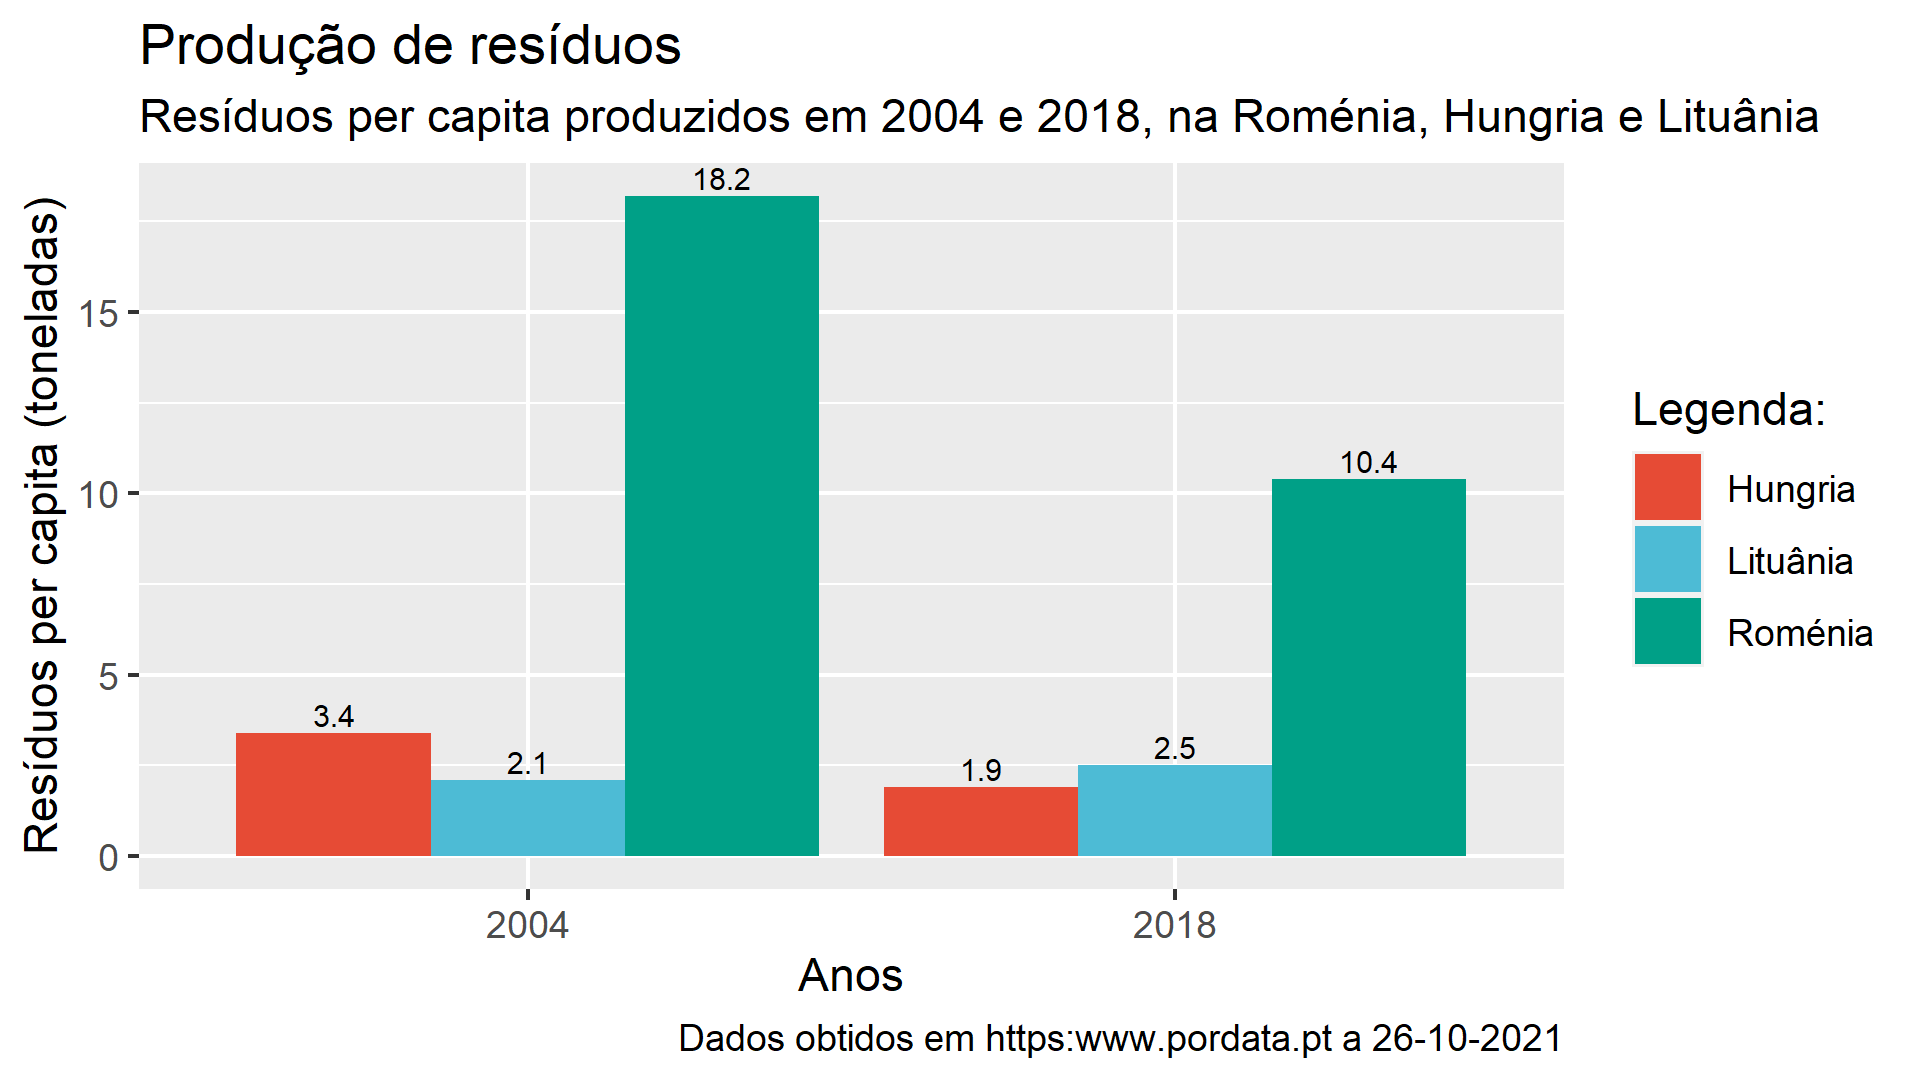 Produção de resíduos
Resíduos per capita produzidos em 2004 e 2018, na Roménia, Hungria e Lituânia
Resíduos per capita (toneladas)
15
10
5
0
3.4
2.1
18.2
1.9
2.5
10.4
2004
2018
Anos
Legenda:
Hungria
Lituânia
Roménia
Dados obtidos em https:www.pordata.pt a 26-10-2021